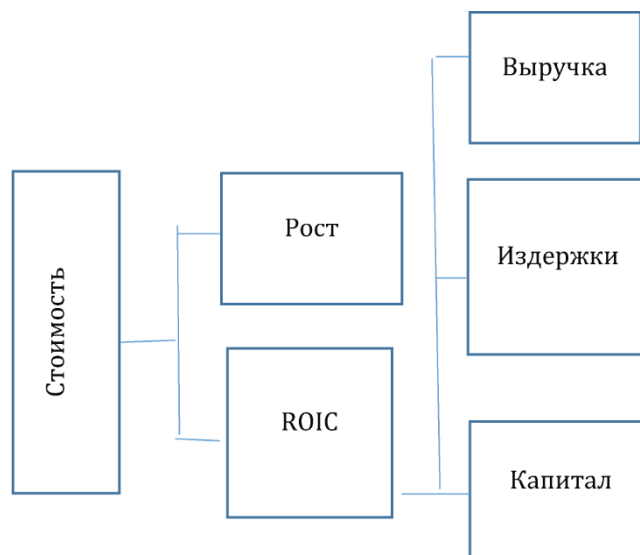 Стоимость
Рост
ROIC
Выручка
Издержки
Капитал